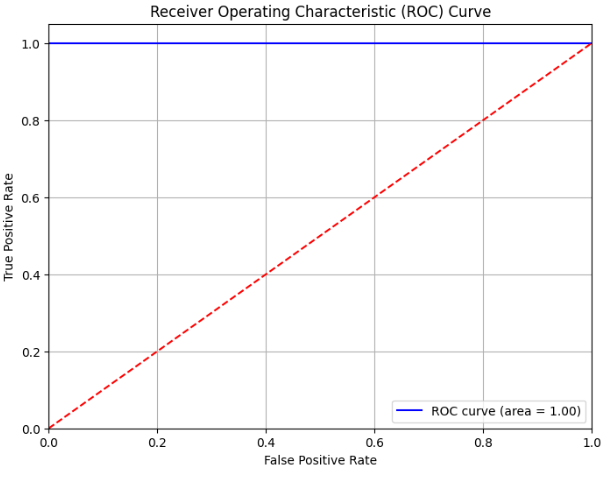 Receiver Operating Characteristic (ROC) Curve
1.0
0.8
0.6
0.4
0.2
0.0
True Positive Rate
ROC curve (area = 1.00)
0.0 0.2 0.4 0.6 0.8 1.0
False Positive Rate